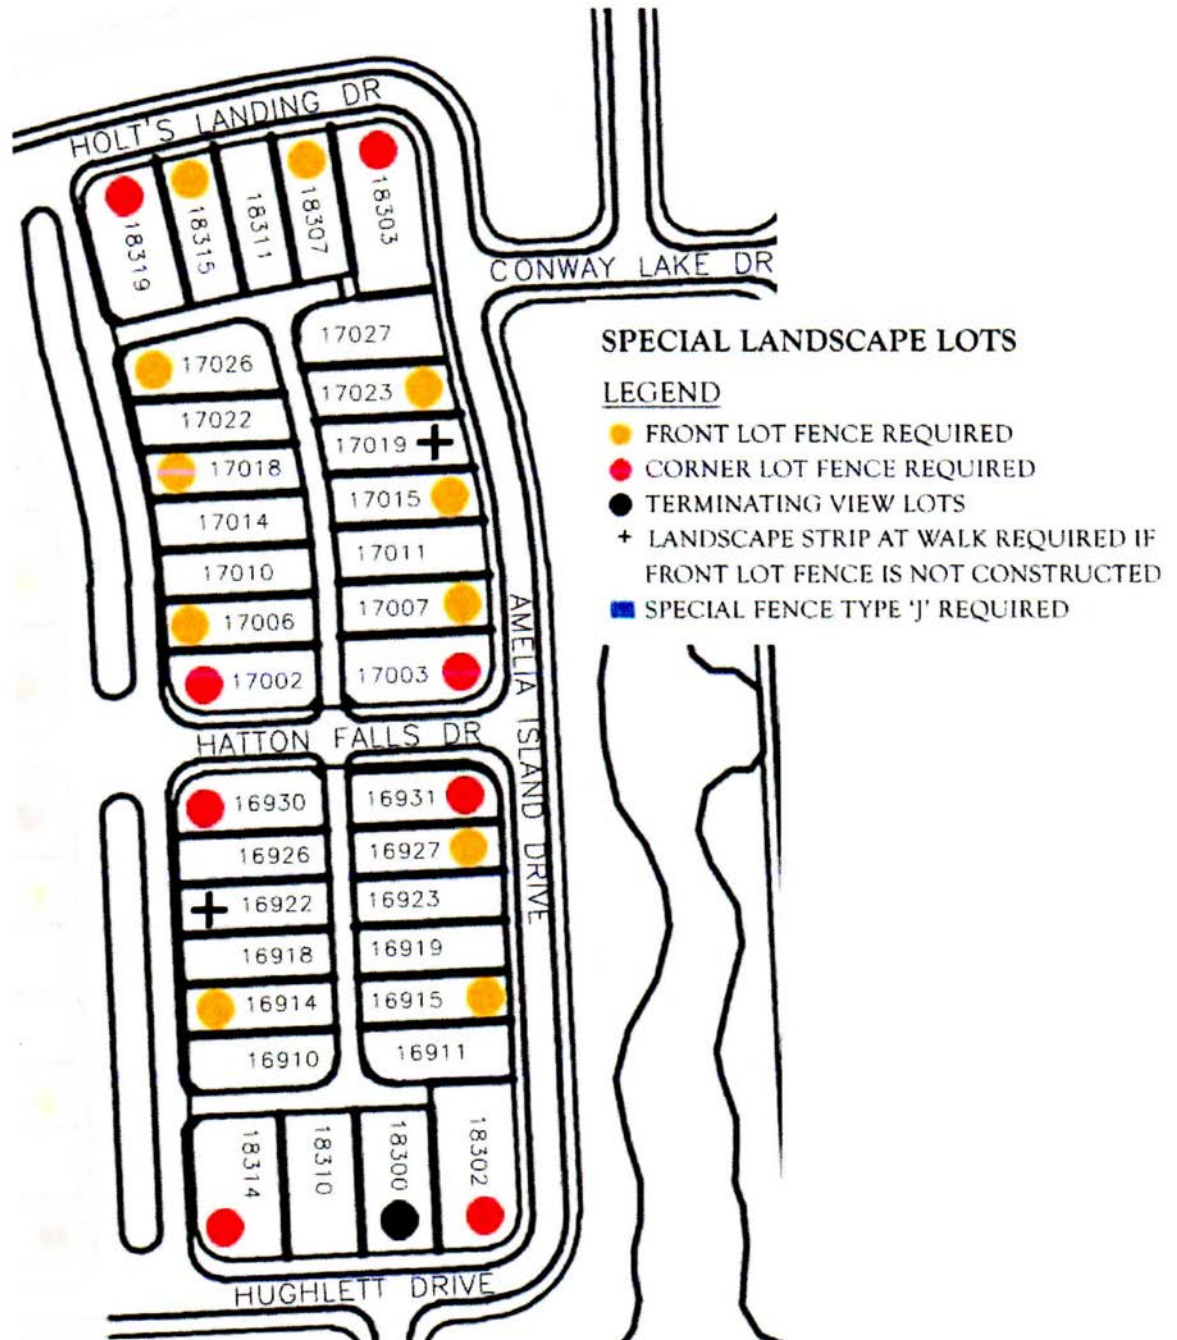 HOLT'S LANDING DR
18319
18315
18311
18307
18303
CONWAY LAKE DR
17027
17026
17023
17022
17019
17018
17015
17014
17011
17010
17007
17006
17003
17002
SPECIAL LANDSCAPE LOTS
LEGEND
FRONT LOT FENCE REQUIRED
CORNER LOT FENCE REQUIRED
TERMINATING VIEW LOTS
+ LANDSCAPE STRIP AT WALK REQUIRED IF
FRONT LOT FENCE IS NOT CONSTRUCTED
SPECIAL FENCE TYPE 'J' REQUIRED
AMELIA ISLAND DRIVE
HATTON FALLS DR
16930
16931
16926
16927
16922
16923
16918
16919
16914
16915
16910
16911
18314
18310
18300
18302
HUGHLETT DRIVE